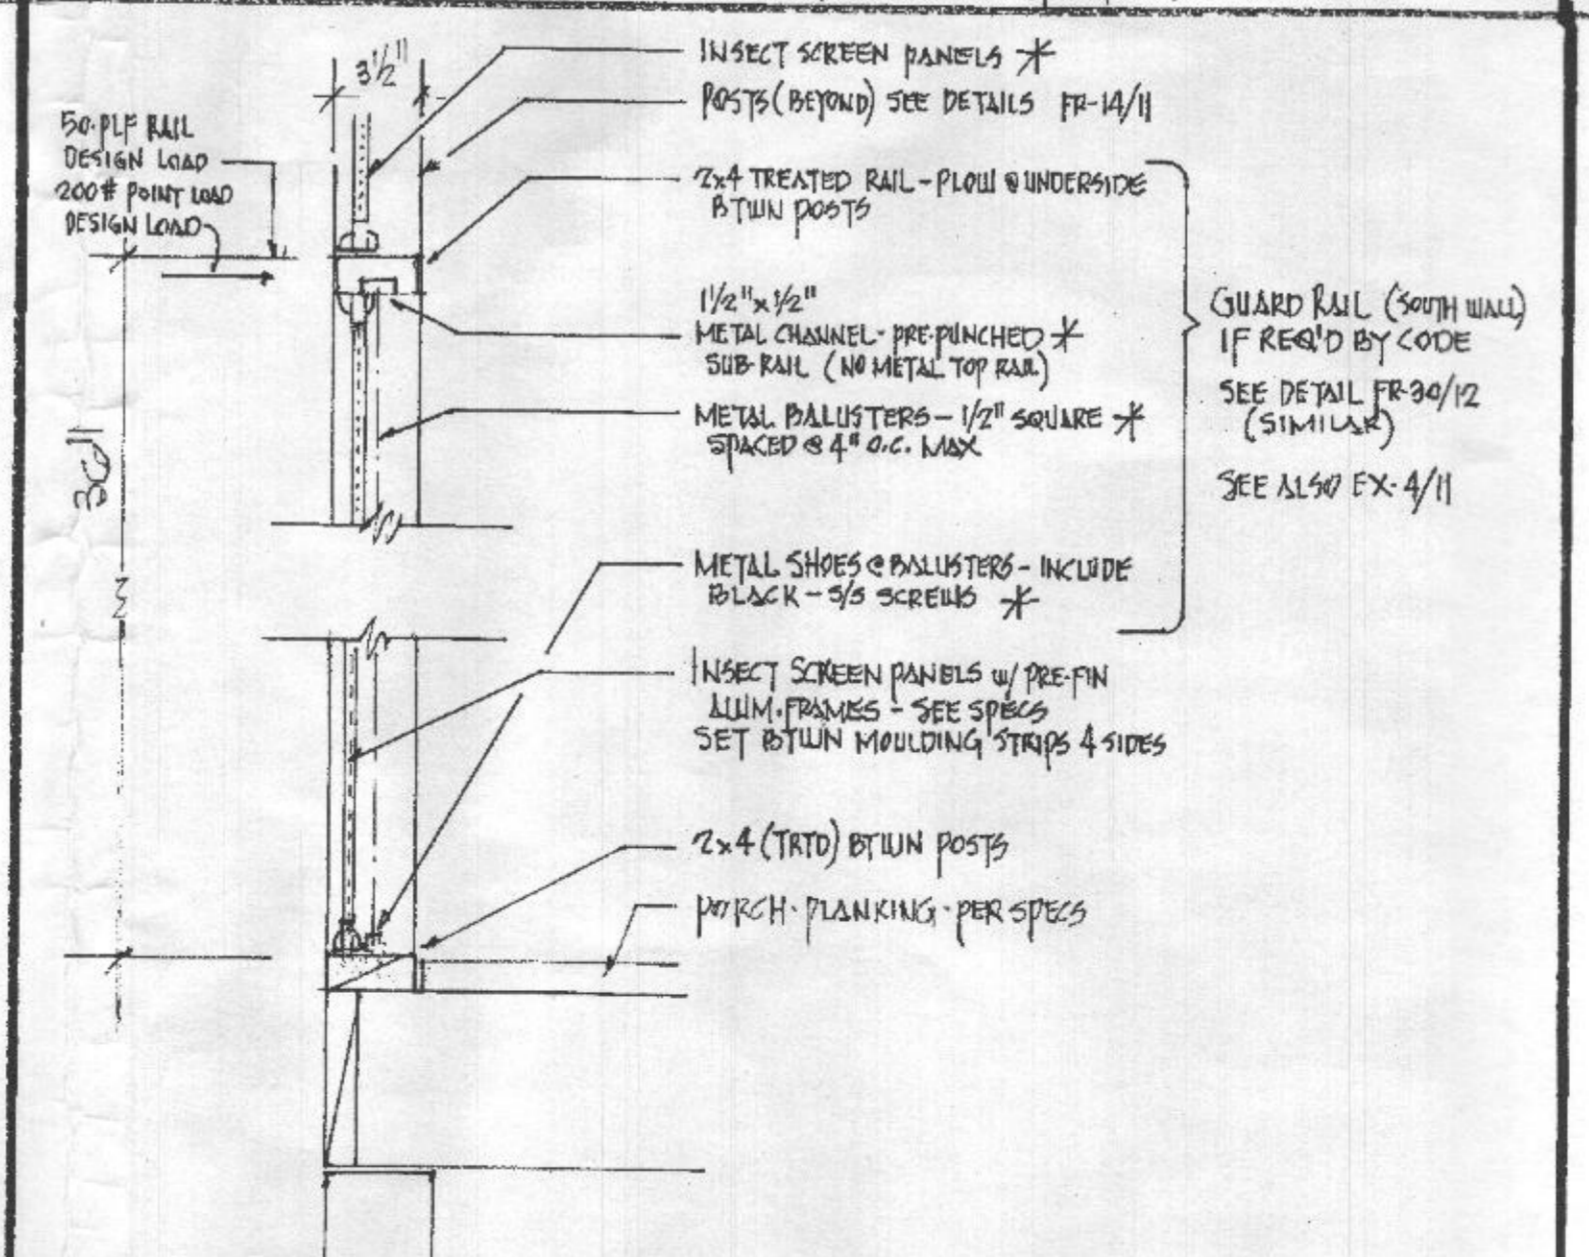 3 1/2"
INSECT SCREEN PANELS *
POSTS (BEYOND) SEE DETAILS FR-14/11
50·PLF RAIL
DESIGN LOAD
200# POINT LOAD
DESIGN LOAD
2x4 TREATED RAIL - PLOW @ UNDERSIDE
BTWN POSTS
1 1/2" x 1/2"
METAL CHANNEL - PRE-PUNCHED *
SUB-RAIL (NO METAL TOP RAIL)
METAL BALUSTERS - 1/2" SQUARE *
SPACED @ 4" O.C. MAX
GUARD RAIL (SOUTH WALL)
IF REQ'D BY CODE
SEE DETAIL FR-30/12
(SIMILAR)
SEE ALSO EX-4/11
METAL SHOES @ BALUSTERS - INCLUDE
BLACK - S/S SCREWS *
INSECT SCREEN PANELS w/ PRE-FIN
ALUM. FRAMES - SEE SPECS
SET BTWN MOULDING STRIPS 4 SIDES
2x4 (TRTD) BTWN POSTS
PORCH · PLANKING · PER SPECS